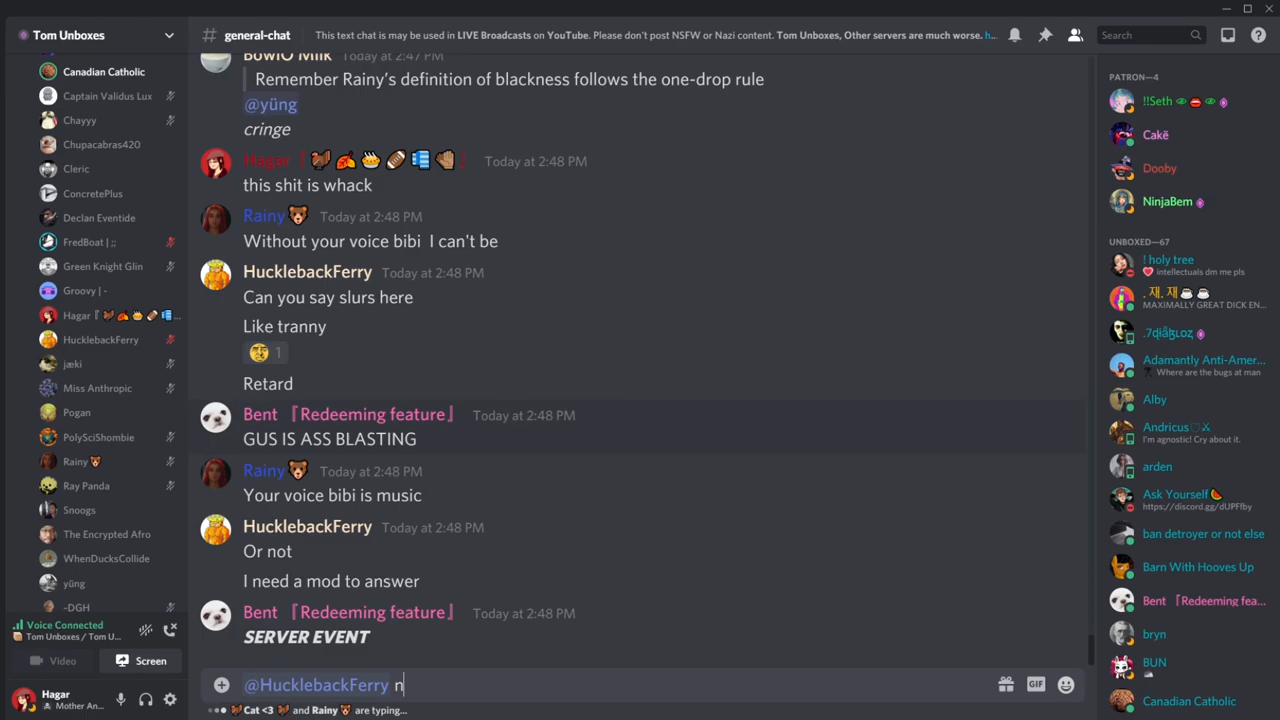 Tom Unboxes
# general-chat
This text chat is may be used in LIVE Broadcasts on YouTube. Please don't post NSFW or Nazi content. Tom Unboxes, Other servers are much worse. h...
Search
Canadian Catholic
Captain Validus Lux
Chayyy
Chupacabras420
Cleric
ConcretePlus
Declan Eventide
FredBoat | ;;
Green Knight Glin
Groovy | -
Hagar『🦃🍂🥧🏈...
HucklebackFerry
jæki
Miss Anthropic
Pogan
PolySciShombie
Rainy🐻
Ray Panda
Snoogs
The Encrypted Afro
WhenDucksCollide
yüng
-DGH
Voice Connected
Tom Unboxes / Tom U...
Video
Screen
Hagar
Mother An...
BowlO Milk Today at 2:47 PM
Remember Rainy's definition of blackness follows the one-drop rule
@yüng
cringe
Hagar『 Today at 2:48 PM
this shit is whack
Rainy🐻 Today at 2:48 PM
Without your voice bibi I can't be
HucklebackFerry Today at 2:48 PM
Can you say slurs here
Like tranny
1
Retard
Bent 『Redeeming feature』 Today at 2:48 PM
GUS IS ASS BLASTING
Rainy🐻 Today at 2:48 PM
Your voice bibi is music
HucklebackFerry Today at 2:48 PM
Or not
I need a mod to answer
Bent 『Redeeming feature』 Today at 2:48 PM
SERVER EVENT
@HucklebackFerry n
GIF
🦃Cat <3 🦃 and Rainy 🐻 are typing...
PATRON—4
!!Seth 👁👄👁
Cakë
Dooby
NinjaBem
UNBOXED—67
! holy tree
intellectuals dm me pls
. 재. 재☕☕
MAXIMALLY GREAT DICK EN...
Adamantly Anti-Amer...
Where are the bugs at man
Alby
Andricus♡⚔
I'm agnostic! Cry about it.
arden
Ask Yourself🍉
https://discord.gg/dUPFfby
ban detroyer or not else
Barn With Hooves Up
Bent 『Redeeming fea...
bryn
BUN
Canadian Catholic